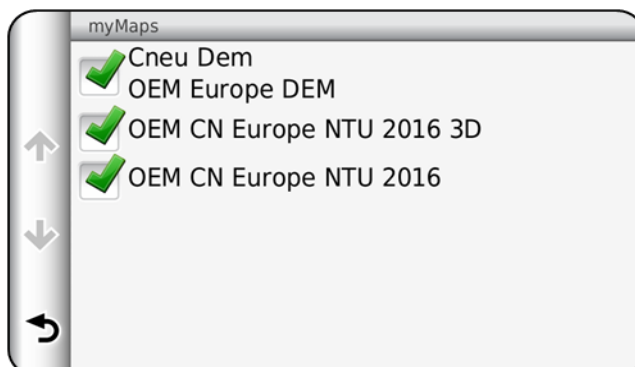 myMaps
Cneu Dem
OEM Europe DEM
OEM CN Europe NTU 2016 3D
OEM CN Europe NTU 2016